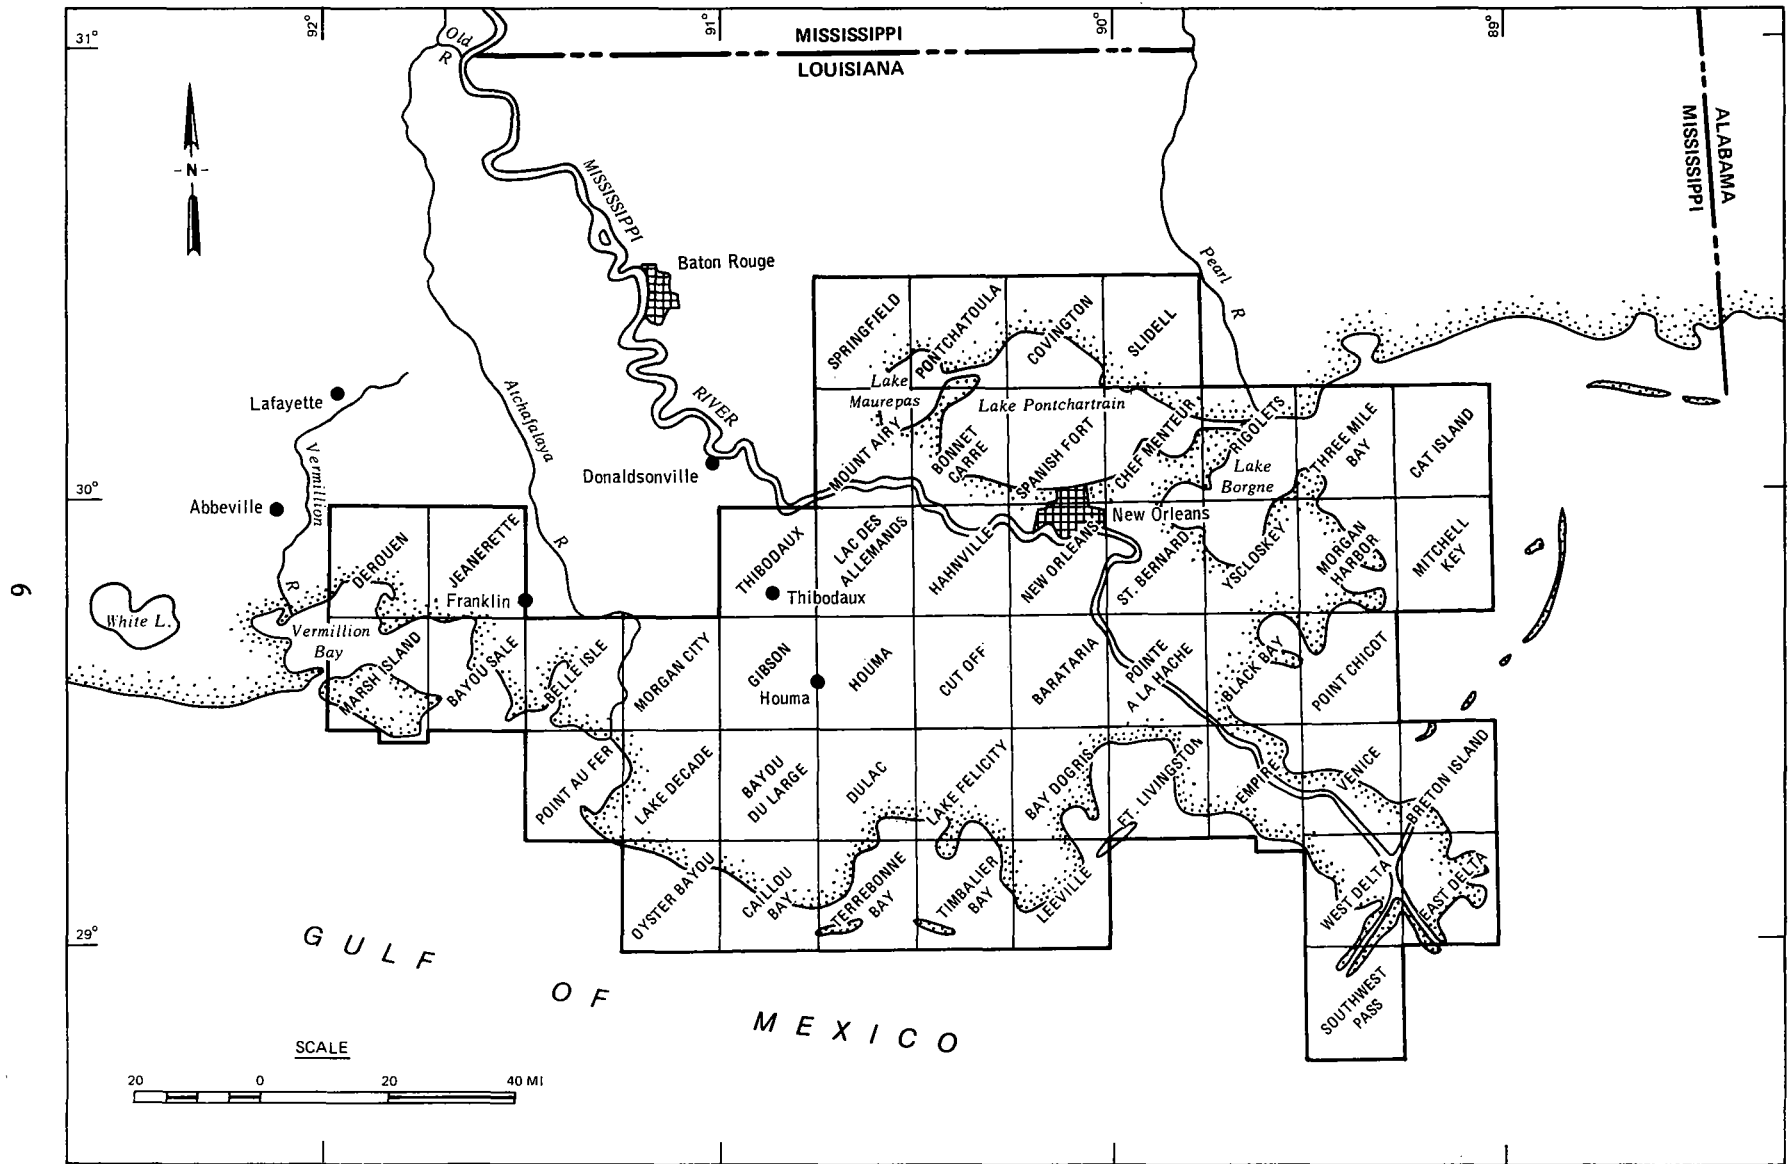 92°
91°
90°
89°
31°
Old
R
MISSISSIPPI
LOUISIANA
ALABAMA
MISSISSIPPI
-N-
MISSISSIPPI
RIVER
Baton Rouge
Pearl
R
SPRINGFIELD
PONTCHATOULA
COVINGTON
SLIDELL
Lafayette
Vermillion
R
Atchafalaya
R
Lake
Maurepas
Lake Pontchartrain
MOUNT AIRY
BONNET
CARRE
SPANISH FORT
CHEF MENTEUR
RIGOLETS
THREE MILE
BAY
CAT ISLAND
Lake
Borgne
Donaldsonville
30°
Abbeville
New Orleans
DEROUEN
JEANERETTE
Franklin
THIBODAUX
Thibodaux
LAC DES
ALLEMANDS
HAHNVILLE
NEW ORLEANS
ST. BERNARD
YSCLOSKEY
MORGAN
HARBOR
MITCHELL
KEY
9
White L.
Vermillion
Bay
MARSH ISLAND
BAYOU SALE
BELLE ISLE
MORGAN CITY
GIBSON
Houma
HOUMA
CUT OFF
BARATARIA
POINTE
A LA HACHE
BLACK BAY
POINT CHICOT
POINT AU FER
LAKE DECADE
BAYOU
DU LARGE
DULAC
LAKE FELICITY
BAY DOGRIS
FT. LIVINGSTON
EMPIRE
VENICE
BRETON ISLAND
OYSTER BAYOU
CAILLOU
BAY
TERREBONNE
BAY
TIMBALIER
BAY
LEEVILLE
WEST DELTA
EAST DELTA
29°
GULF
OF
MEXICO
SOUTHWEST
PASS
SCALE
20 0 20 40 MI